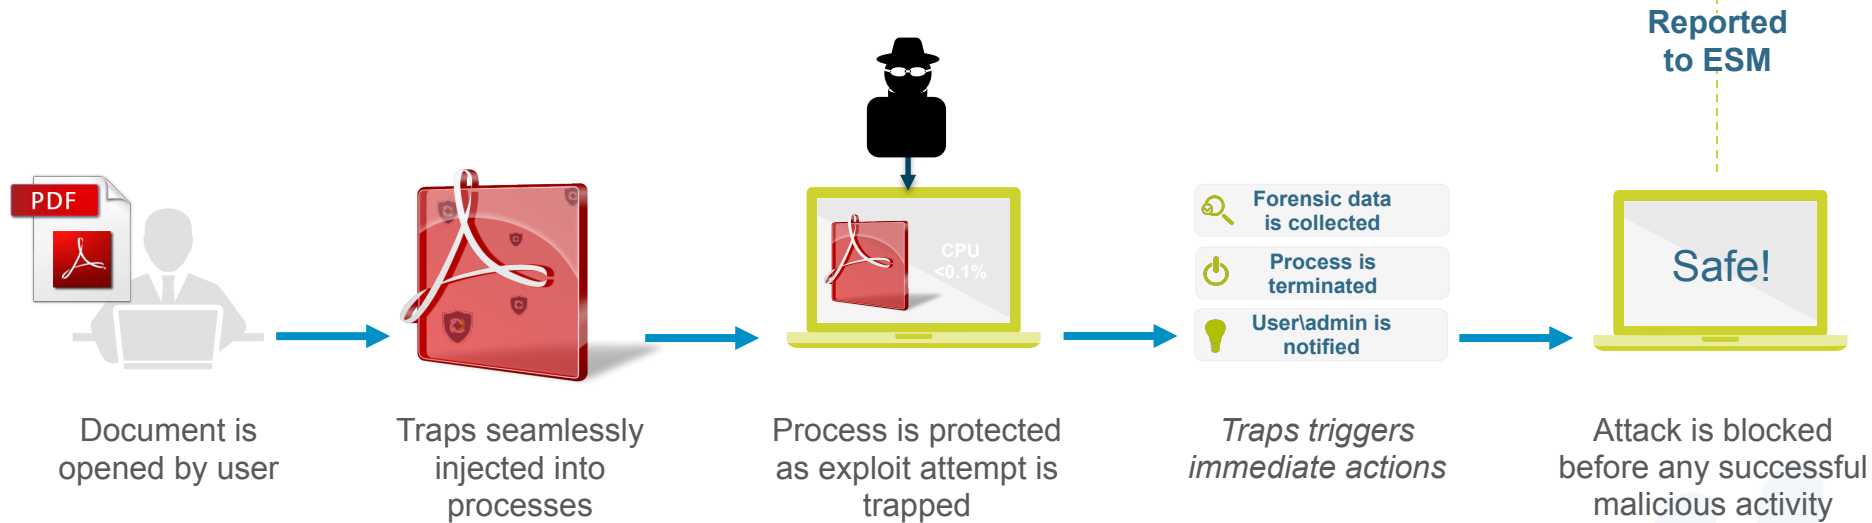 Reported
to ESM
PDF
CPU
<0.1%
Forensic data
is collected
Process is
terminated
User\admin is
notified
Safe!
Document is
opened by user
Traps seamlessly
injected into
processes
Process is protected
as exploit attempt is
trapped
Traps triggers
immediate actions
Attack is blocked
before any successful
malicious activity